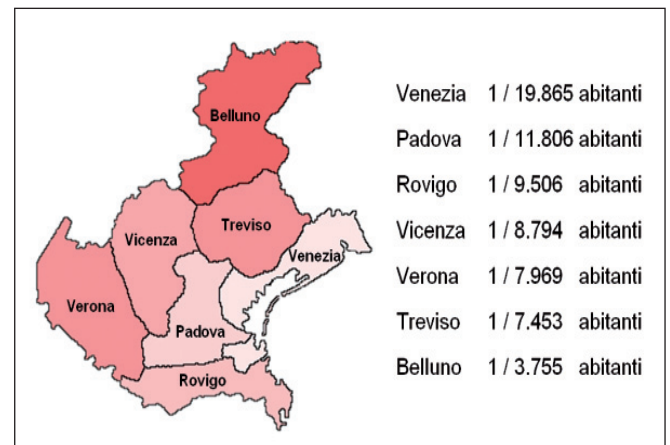 Belluno
Vicenza
Treviso
Venezia
Verona
Padova
Rovigo
Venezia 1 / 19.865 abitanti
Padova 1 / 11.806 abitanti
Rovigo 1 / 9.506 abitanti
Vicenza 1 / 8.794 abitanti
Verona 1 / 7.969 abitanti
Treviso 1 / 7.453 abitanti
Belluno 1 / 3.755 abitanti